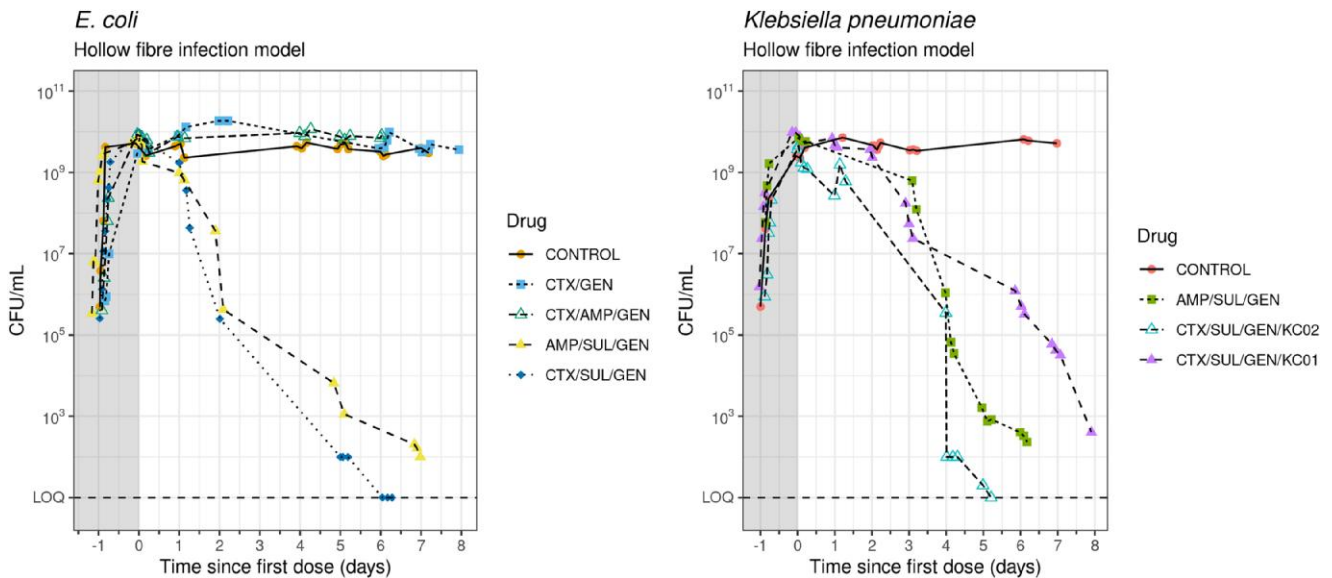 E. coli
Hollow fibre infection model
CFU/mL
10¹¹
10⁹
10⁷
10⁵
10³
LOQ
-1 0 1 2 3 4 5 6 7 8
Time since first dose (days)
Drug
CONTROL
CTX/GEN
CTX/AMP/GEN
AMP/SUL/GEN
CTX/SUL/GEN
Klebsiella pneumoniae
Hollow fibre infection model
CFU/mL
10¹¹
10⁹
10⁷
10⁵
10³
LOQ
-1 0 1 2 3 4 5 6 7 8
Time since first dose (days)
Drug
CONTROL
AMP/SUL/GEN
CTX/SUL/GEN/KC02
CTX/SUL/GEN/KC01